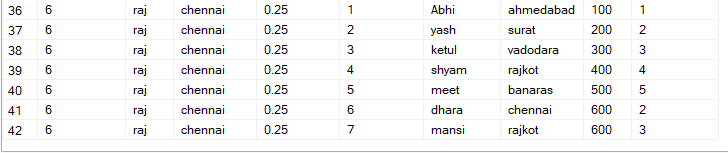 36 6 raj chennai 0.25 1 Abhi ahmedabad 100 1
37 6 raj chennai 0.25 2 yash surat 200 2
38 6 raj chennai 0.25 3 ketul vadodara 300 3
39 6 raj chennai 0.25 4 shyam rajkot 400 4
40 6 raj chennai 0.25 5 meet banaras 500 5
41 6 raj chennai 0.25 6 dhara chennai 600 2
42 6 raj chennai 0.25 7 mansi rajkot 600 3